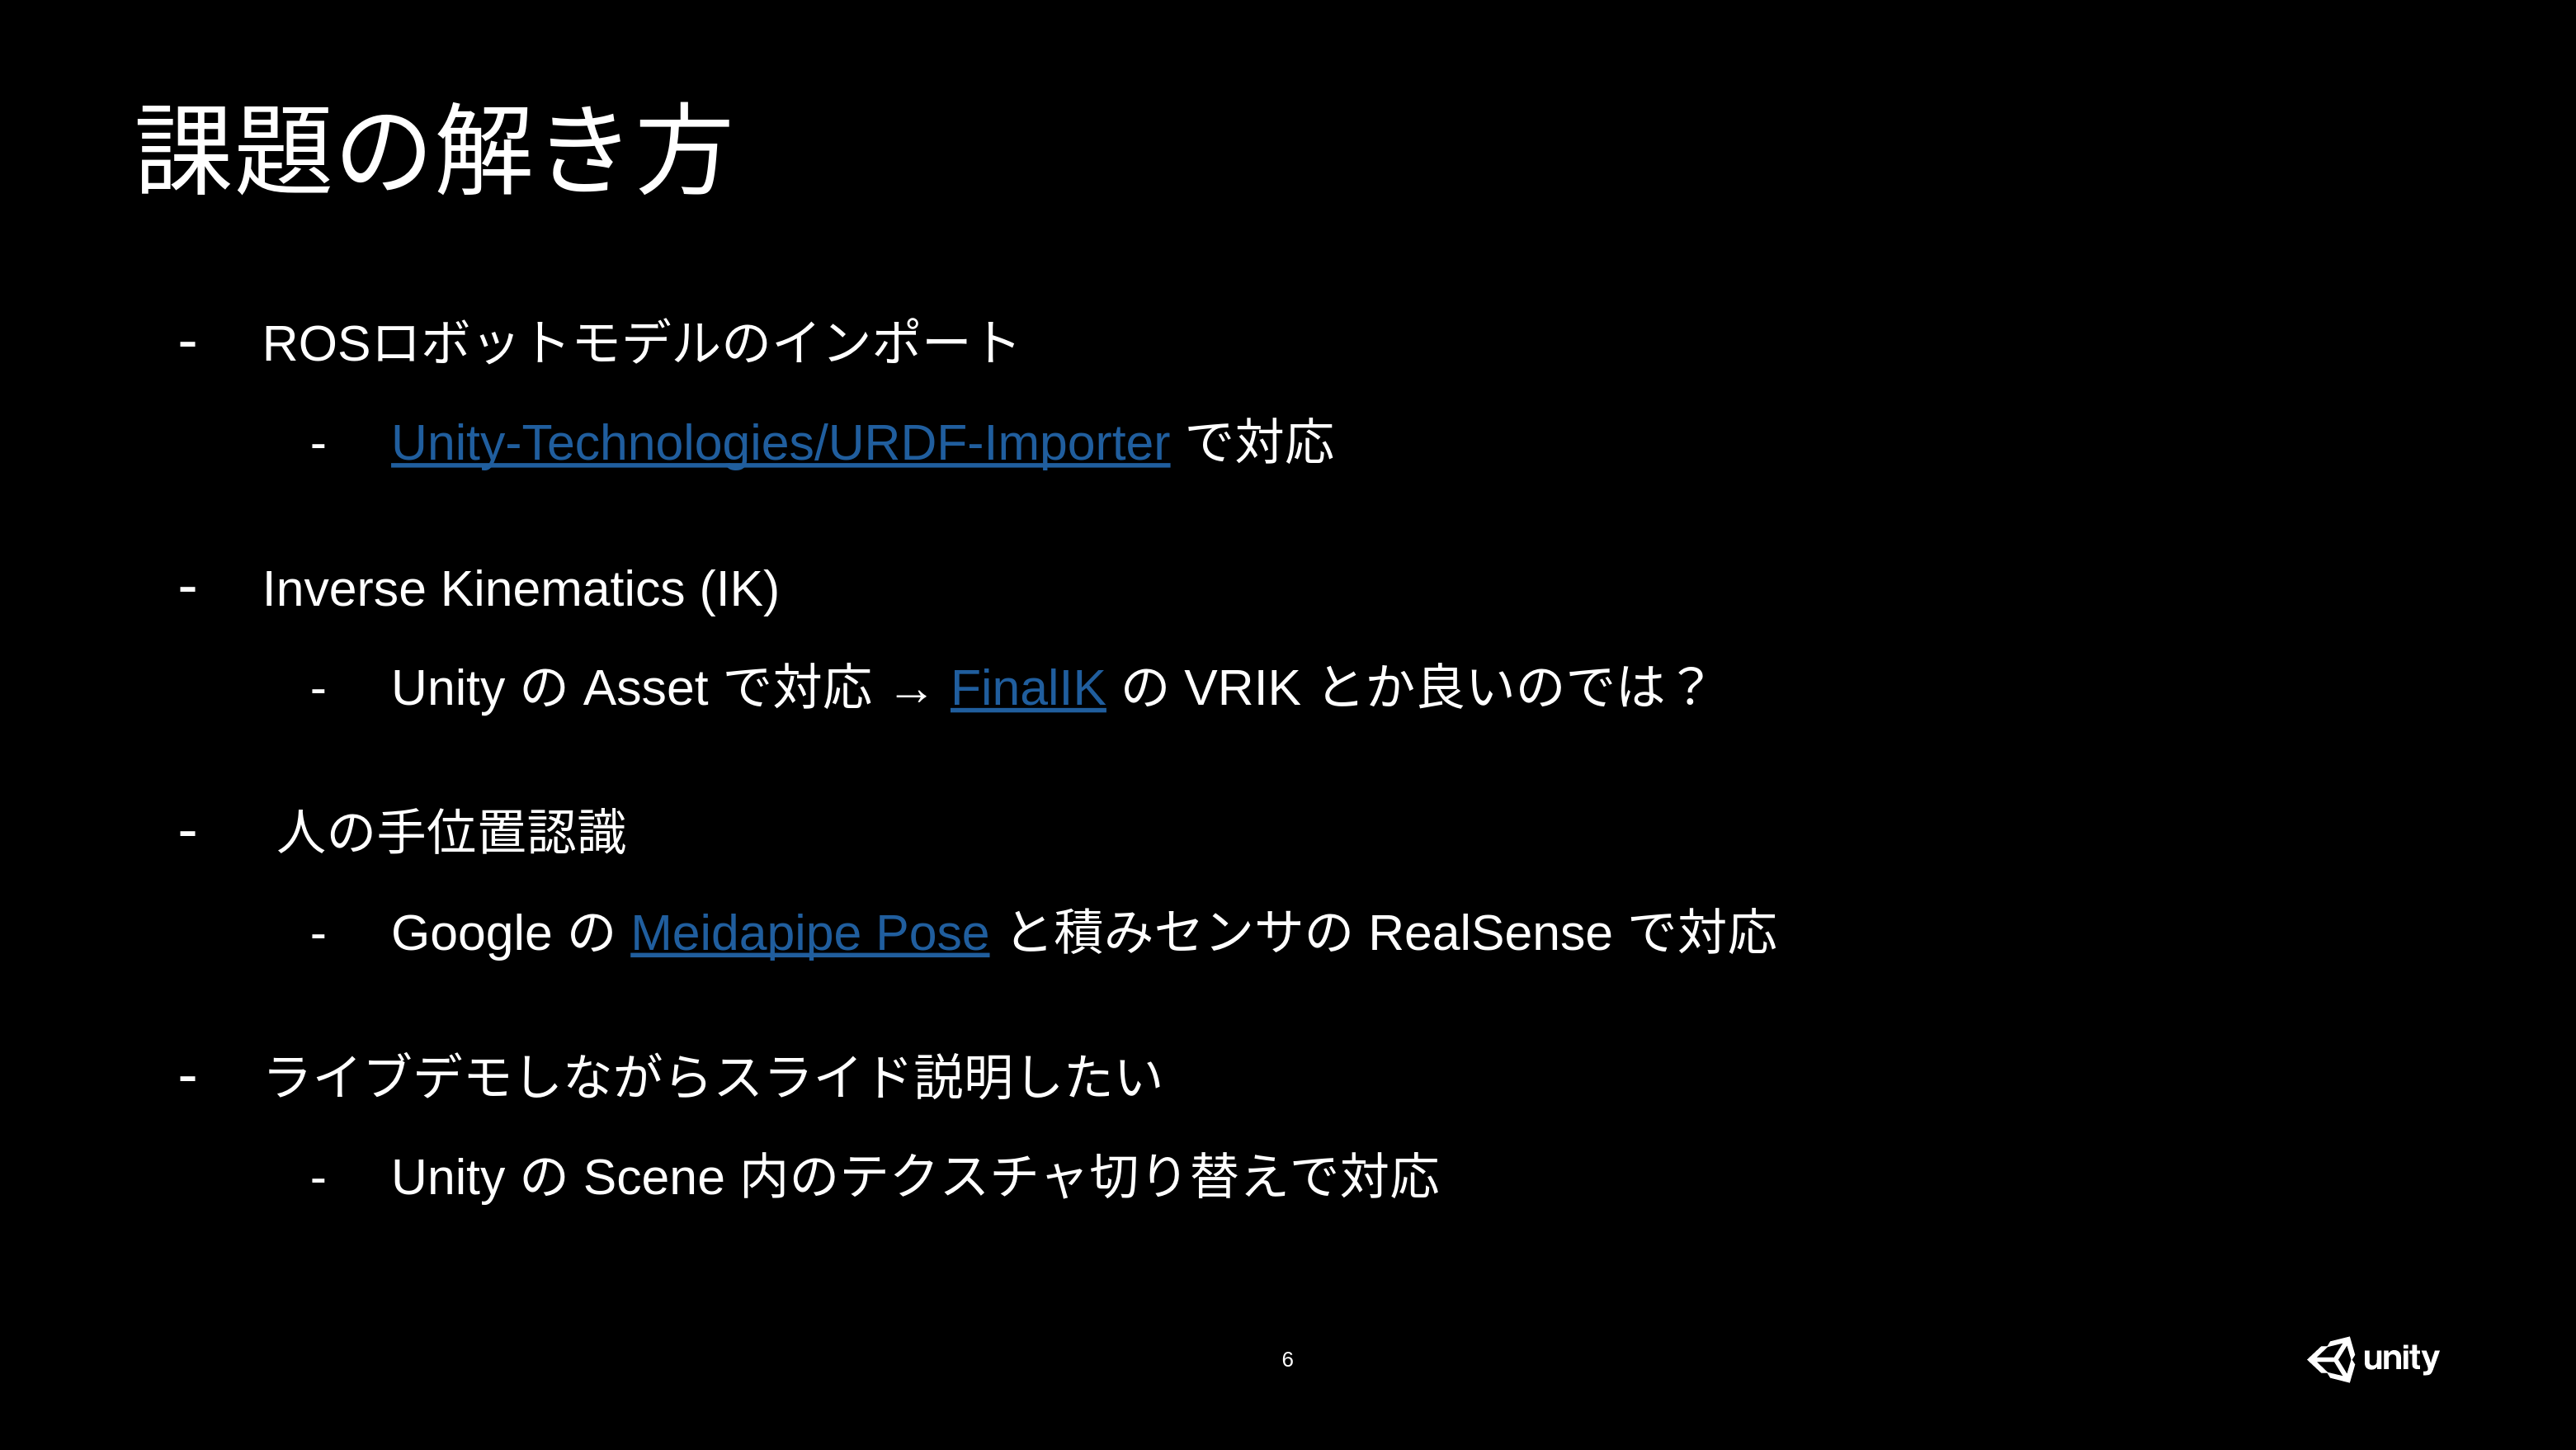 課題の解き方
- ROSロボットモデルのインポート
- Unity-Technologies/URDF-Importer で対応
- Inverse Kinematics (IK)
- Unity の Asset で対応 → FinalIK の VRIK とか良いのでは？
- 人の手位置認識
- Google の Meidapipe Pose と積みセンサの RealSense で対応
- ライブデモしながらスライド説明したい
- Unity の Scene 内のテクスチャ切り替えで対応
6
unity